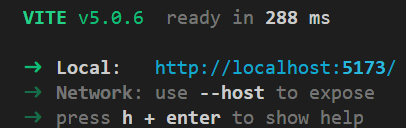 VITE v5.0.6 ready in 288 ms
➜ Local: http://localhost:5173/
➜ Network: use --host to expose
➜ press h + enter to show help